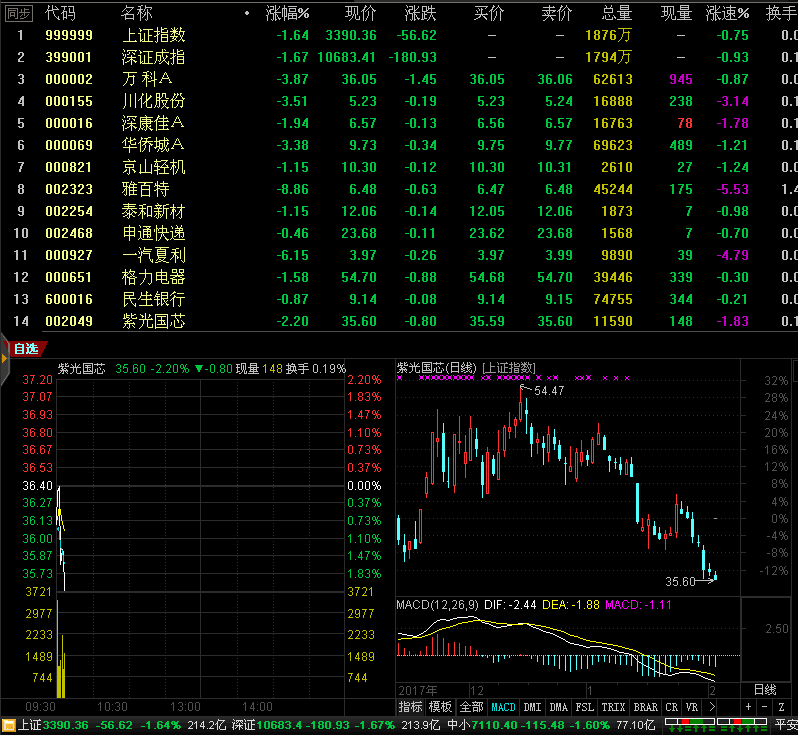 同步 代码 名称 • 涨幅% 现价 涨跌 买价 卖价 总量 现量 涨速% 换手
1 999999 上证指数 -1.64 3390.36 -56.62 — — 1876万 — -0.75 0.0
2 399001 深证成指 -1.67 10683.41 -180.93 — — 1794万 — -0.93 0.0
3 000002 万科A -3.87 36.05 -1.45 36.05 36.06 62613 945 -0.87 0.0
4 000155 川化股份 -3.51 5.23 -0.19 5.23 5.24 16888 238 -3.14 0.1
5 000016 深康佳A -1.94 6.57 -0.13 6.56 6.57 16763 78 -1.78 0.1
6 000069 华侨城A -3.38 9.73 -0.34 9.75 9.77 69623 489 -1.21 0.1
7 000821 京山轻机 -1.15 10.30 -0.12 10.30 10.31 2610 27 -1.24 0.0
8 002323 雅百特 -8.86 6.48 -0.63 6.47 6.48 45244 175 -5.53 1.4
9 002254 泰和新材 -1.15 12.06 -0.14 12.05 12.06 1873 7 -0.98 0.0
10 002468 申通快递 -0.46 23.68 -0.11 23.62 23.68 1568 7 -0.70 0.0
11 000927 一汽夏利 -6.15 3.97 -0.26 3.97 3.99 9890 39 -4.79 0.0
12 000651 格力电器 -1.58 54.70 -0.88 54.68 54.70 39446 339 -0.30 0.0
13 600016 民生银行 -0.87 9.14 -0.08 9.14 9.15 74755 344 -0.21 0.0
14 002049 紫光国芯 -2.20 35.60 -0.80 35.59 35.60 11590 148 -1.83 0.1
自选
紫光国芯 35.60 -2.20% ▼-0.80 现量 148 换手 0.19%
37.20 2.20%
37.07 1.83%
36.93 1.47%
36.80 1.10%
36.67 0.73%
36.53 0.37%
36.40 0.00%
36.27 0.37%
36.13 0.73%
36.00 1.10%
35.87 1.47%
35.73 1.83%
3721 3721
2977 2977
2233 2233
1489 1489
744 744
09:30 10:30 13:00 14:00
紫光国芯(日线) [上证指数]
54.47
35.60
32%
28%
24%
20%
16%
12%
8%
4%
0%
-4%
-8%
-12%
MACD(12,26,9) DIF: -2.44 DEA: -1.88 MACD: -1.11
2.50
2017年 12 1 2 日线
指标 模板 全部 MACD DMI DMA FSL TRIX BRAR CR VR > + - Z
上证3390.36 -56.62 -1.64% 214.2亿 深证10683.4 -180.93 -1.67% 213.9亿 中小7110.40 -115.48 -1.60% 77.10亿 平安